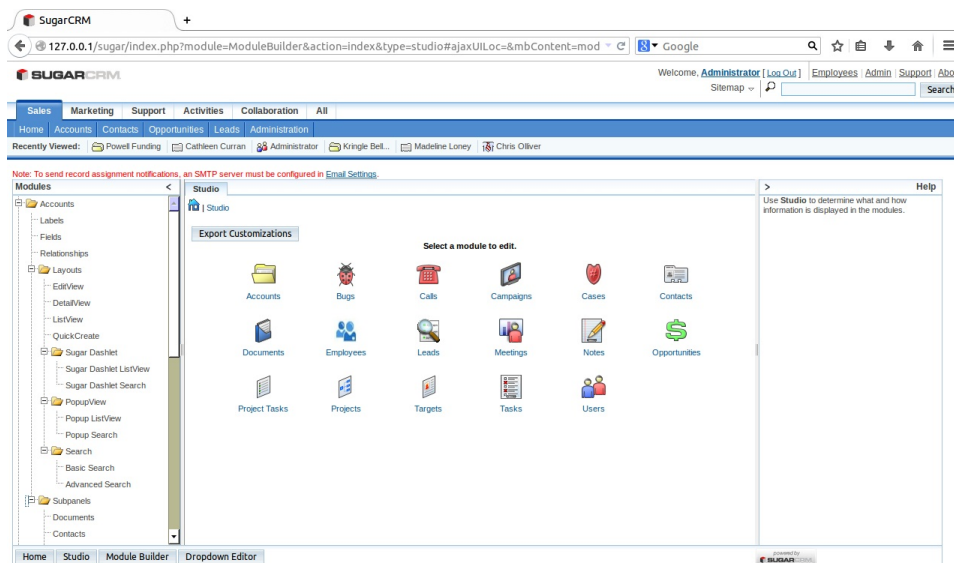 SugarCRM
127.0.0.1/sugar/index.php?module=ModuleBuilder&action=index&type=studio#ajaxUILoc=&mbContent=mod
Google
SUGARCRM
Welcome, Administrator [ Log Out ] Employees Admin Support Abo
Sitemap
Search
Sales Marketing Support Activities Collaboration All
Home Accounts Contacts Opportunities Leads Administration
Recently Viewed: Powell Funding Cathleen Curran Administrator Kringle Bell... Madeline Loney Chris Olliver
Note: To send record assignment notifications, an SMTP server must be configured in Email Settings.
Modules <
Accounts
Labels
Fields
Relationships
Layouts
EditView
DetailView
ListView
QuickCreate
Sugar Dashlet
Sugar Dashlet ListView
Sugar Dashlet Search
PopupView
Popup ListView
Popup Search
Search
Basic Search
Advanced Search
Subpanels
Documents
Contacts
Studio
| Studio
Export Customizations
Select a module to edit.
Accounts Bugs Calls Campaigns Cases Contacts
Documents Employees Leads Meetings Notes Opportunities
Project Tasks Projects Targets Tasks Users
> Help
Use Studio to determine what and how
information is displayed in the modules.
Home Studio Module Builder Dropdown Editor
powered by
SUGARCRM